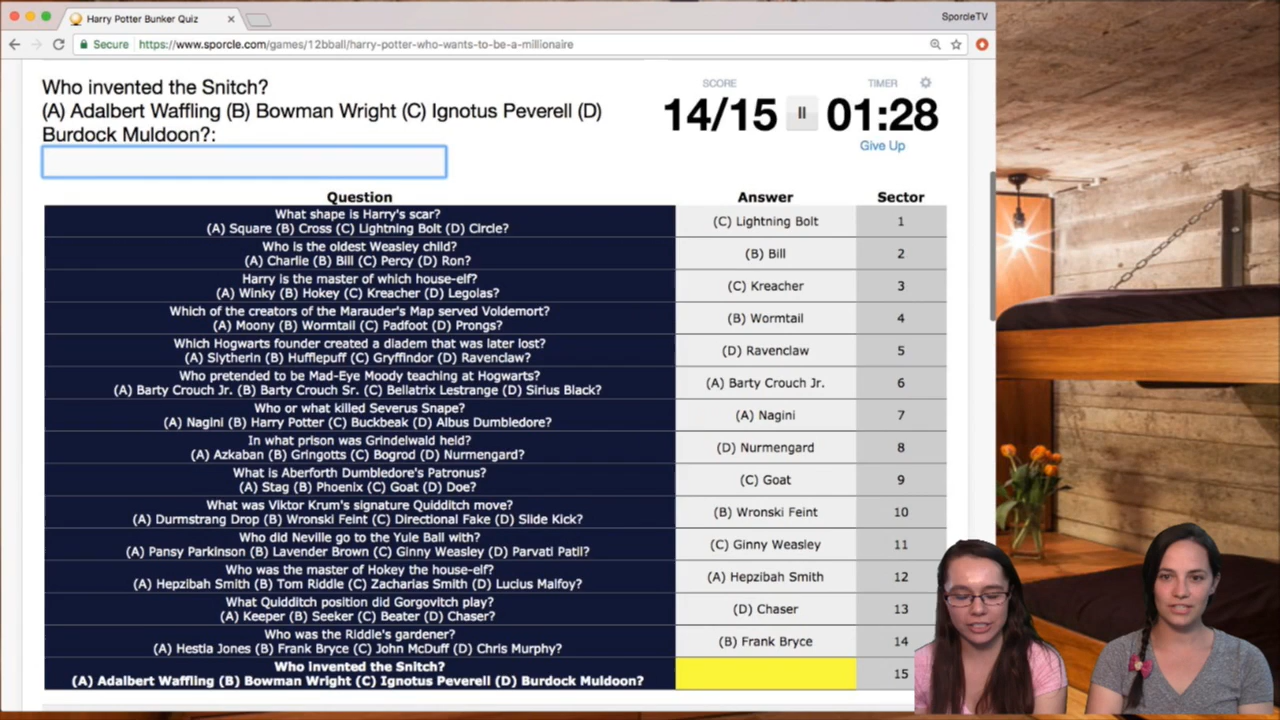 Harry Potter Bunker Quiz
SporcleTV
Secure https://www.sporcle.com/games/12bball/harry-potter-who-wants-to-be-a-millionaire
Who invented the Snitch?
(A) Adalbert Waffling (B) Bowman Wright (C) Ignotus Peverell (D)
Burdock Muldoon?:
SCORE
14/15
TIMER
01:28
Give Up
Question Answer Sector
What shape is Harry's scar?
(A) Square (B) Cross (C) Lightning Bolt (D) Circle?
(C) Lightning Bolt
1
Who is the oldest Weasley child?
(A) Charlie (B) Bill (C) Percy (D) Ron?
(B) Bill
2
Harry is the master of which house-elf?
(A) Winky (B) Hokey (C) Kreacher (D) Legolas?
(C) Kreacher
3
Which of the creators of the Marauder's Map served Voldemort?
(A) Moony (B) Wormtail (C) Padfoot (D) Prongs?
(B) Wormtail
4
Which Hogwarts founder created a diadem that was later lost?
(A) Slytherin (B) Hufflepuff (C) Gryffindor (D) Ravenclaw?
(D) Ravenclaw
5
Who pretended to be Mad-Eye Moody teaching at Hogwarts?
(A) Barty Crouch Jr. (B) Barty Crouch Sr. (C) Bellatrix Lestrange (D) Sirius Black?
(A) Barty Crouch Jr.
6
Who or what killed Severus Snape?
(A) Nagini (B) Harry Potter (C) Buckbeak (D) Albus Dumbledore?
(A) Nagini
7
In what prison was Grindelwald held?
(A) Azkaban (B) Gringotts (C) Bogrod (D) Nurmengard?
(D) Nurmengard
8
What is Aberforth Dumbledore's Patronus?
(A) Stag (B) Phoenix (C) Goat (D) Doe?
(C) Goat
9
What was Viktor Krum's signature Quidditch move?
(A) Durmstrang Drop (B) Wronski Feint (C) Directional Fake (D) Slide Kick?
(B) Wronski Feint
10
Who did Neville go to the Yule Ball with?
(A) Pansy Parkinson (B) Lavender Brown (C) Ginny Weasley (D) Parvati Patil?
(C) Ginny Weasley
11
Who was the master of Hokey the house-elf?
(A) Hepzibah Smith (B) Tom Riddle (C) Zacharias Smith (D) Lucius Malfoy?
(A) Hepzibah Smith
12
What Quidditch position did Gorgovitch play?
(A) Keeper (B) Seeker (C) Beater (D) Chaser?
(D) Chaser
13
Who was the Riddle's gardener?
(A) Hestia Jones (B) Frank Bryce (C) John McDuff (D) Chris Murphy?
(B) Frank Bryce
14
Who invented the Snitch?
(A) Adalbert Waffling (B) Bowman Wright (C) Ignotus Peverell (D) Burdock Muldoon?
15